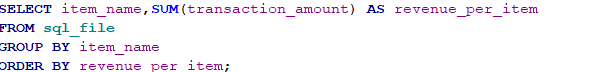 SELECT item_name,SUM(transaction_amount) AS revenue_per_item
FROM sql_file
GROUP BY item_name
ORDER BY revenue_per_item;